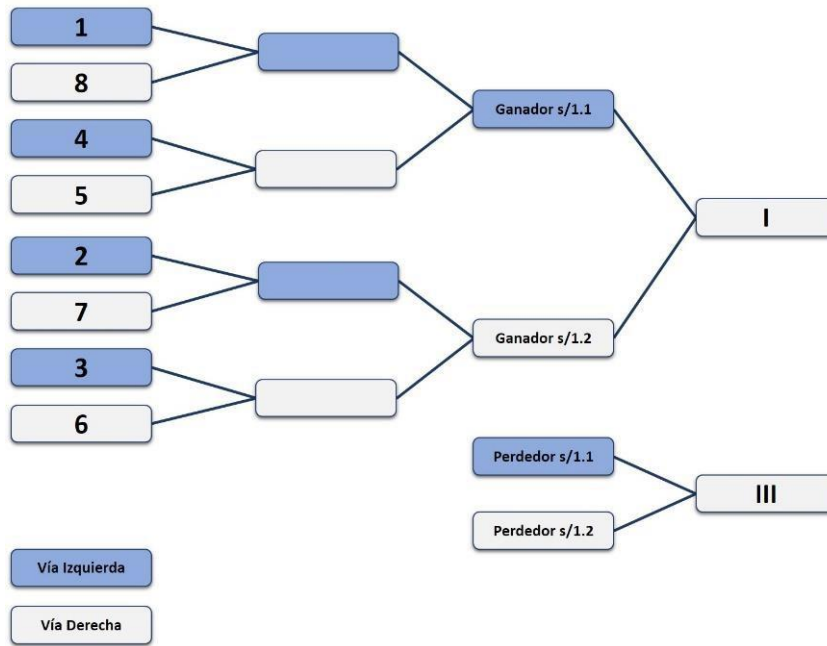 1
8
4
5
2
7
3
6
Ganador s/1.1
Ganador s/1.2
I
Perdedor s/1.1
Perdedor s/1.2
III
Vía Izquierda
Vía Derecha